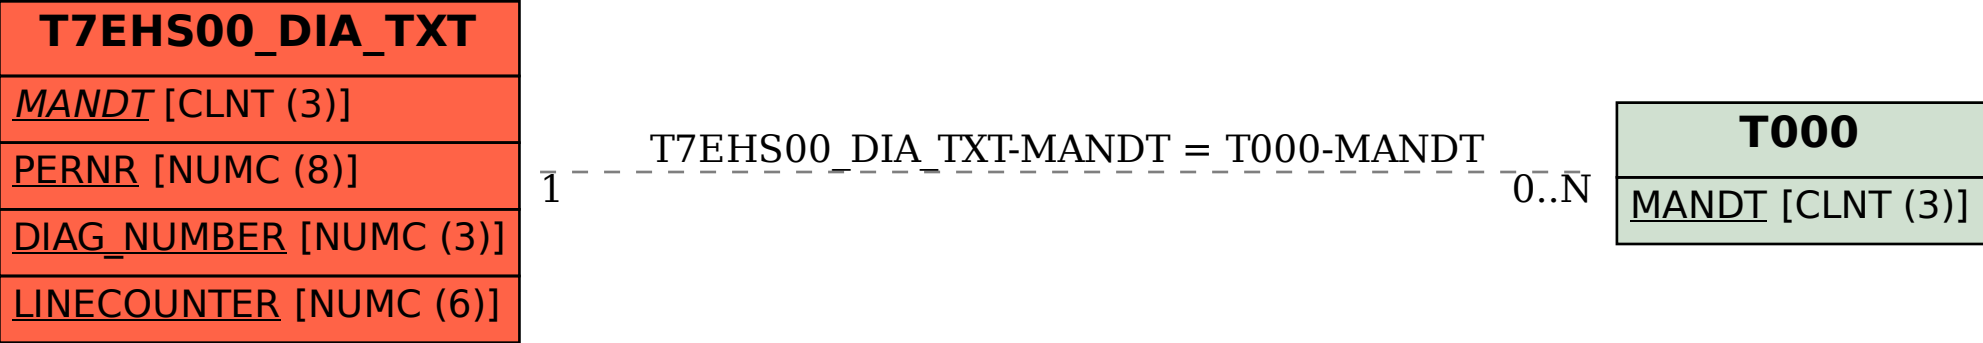 T7EHS00_DIA_TXT
MANDT [CLNT (3)]
PERNR [NUMC (8)]
DIAG_NUMBER [NUMC (3)]
LINECOUNTER [NUMC (6)]
T7EHS00_DIA_TXT-MANDT = T000-MANDT
1
0..N
T000
MANDT [CLNT (3)]